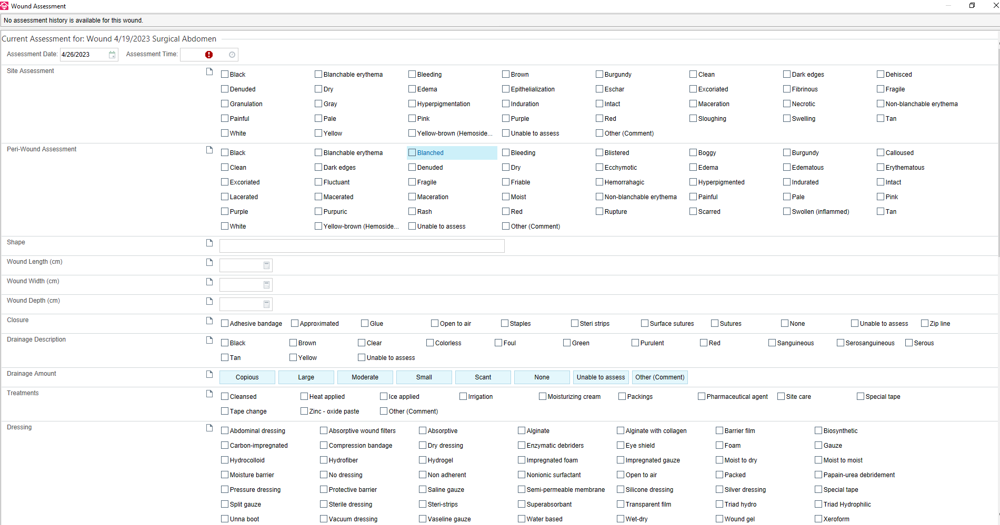 Wound Assessment
No assessment history is available for this wound.
Current Assessment for: Wound 4/19/2023 Surgical Abdomen
Assessment Date: 4/26/2023 Assessment Time:
Site Assessment
Black Blanchable erythema Bleeding Brown Burgundy Clean Dark edges Dehisced
Denuded Dry Edema Epithelialization Eschar Excoriated Fibrinous Fragile
Granulation Gray Hyperpigmentation Induration Intact Maceration Necrotic Non-blanchable erythema
Painful Pale Pink Purple Red Sloughing Swelling Tan
White Yellow Yellow-brown (Hemoside... Unable to assess Other (Comment)
Peri-Wound Assessment
Black Blanchable erythema Blanched Bleeding Blistered Boggy Burgundy Calloused
Clean Dark edges Denuded Dry Ecchymotic Edema Edematous Erythematous
Excoriated Fluctuant Fragile Friable Hemorrahagic Hyperpigmented Indurated Intact
Lacerated Macerated Maceration Moist Non-blanchable erythema Painful Pale Pink
Purple Purpuric Rash Red Rupture Scarred Swollen (inflammed) Tan
White Yellow-brown (Hemoside... Unable to assess Other (Comment)
Shape
Wound Length (cm)
Wound Width (cm)
Wound Depth (cm)
Closure
Adhesive bandage Approximated Glue Open to air Staples Steri strips Surface sutures Sutures None Unable to assess Zip line
Drainage Description
Black Brown Clear Colorless Foul Green Purulent Red Sanguineous Serosanguineous Serous
Tan Yellow Unable to assess
Drainage Amount
Copious Large Moderate Small Scant None Unable to assess Other (Comment)
Treatments
Cleansed Heat applied Ice applied Irrigation Moisturizing cream Packings Pharmaceutical agent Site care Special tape
Tape change Zinc - oxide paste Other (Comment)
Dressing
Abdominal dressing Absorptive wound filters Absorptive Alginate Alginate with collagen Barrier film Biosynthetic
Carbon-impregnated Compression bandage Dry dressing Enzymatic debriders Eye shield Foam Gauze
Hydrocolloid Hydrofiber Hydrogel Impregnated foam Impregnated gauze Moist to dry Moist to moist
Moisture barrier No dressing Non adherent Nonionic surfactant Open to air Packed Papain-urea debridement
Pressure dressing Protective barrier Saline gauze Semi-permeable membrane Silicone dressing Silver dressing Special tape
Split gauze Sterile dressing Steri-strips Superabsorbant Transparent film Triad hydro Triad Hydrophilic
Unna boot Vacuum dressing Vaseline gauze Water based Wet-dry Wound gel Xeroform